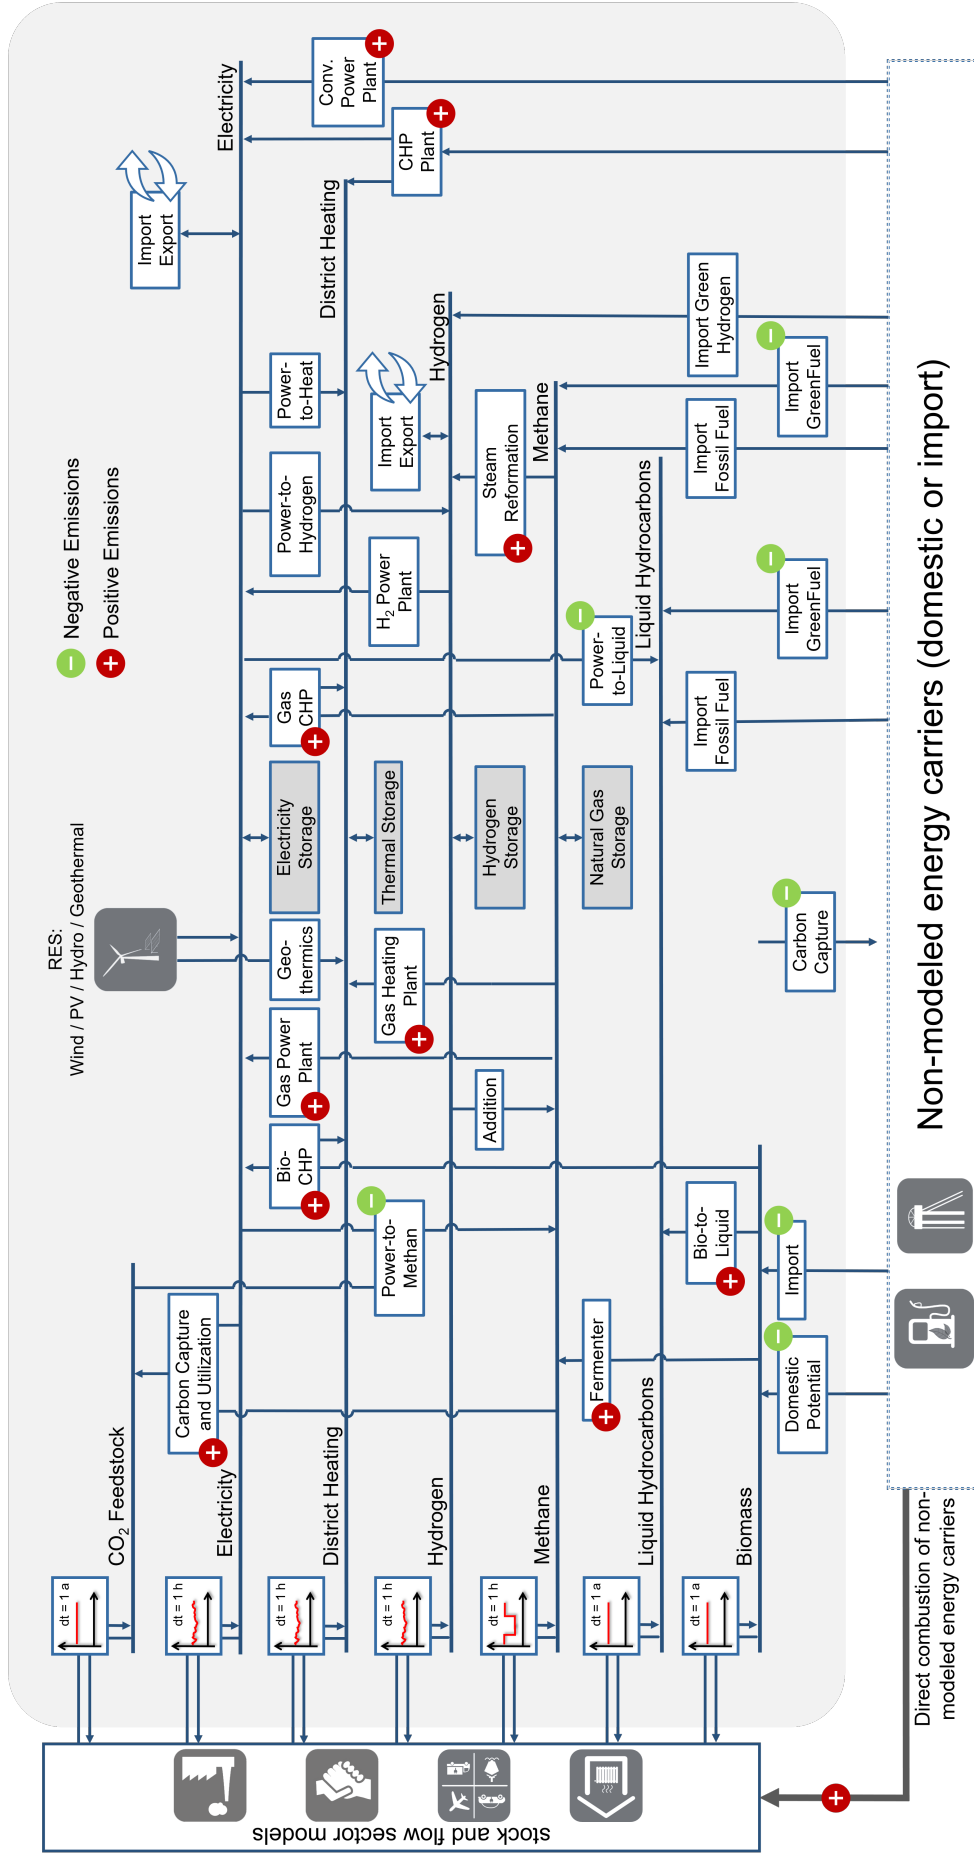 stock and flow sector models
dt = 1 a
CO₂ Feedstock
dt = 1 h
Electricity
dt = 1 h
District Heating
dt = 1 h
Hydrogen
dt = 1 h
Methane
dt = 1 a
Liquid Hydrocarbons
dt = 1 a
Biomass
RES:
Wind / PV / Hydro / Geothermal
− Negative Emissions
+ Positive Emissions
Import
Export
Electricity
Carbon Capture
and Utilization
+
Bio-
CHP
+
Gas Power
Plant
+
Geo-
thermics
Electricity
Storage
Gas
CHP
+
Power-to-
Hydrogen
Power-
to-Heat
Conv.
Power
Plant
+
District Heating
Power-to-
Methan
−
Gas Heating
Plant
+
Thermal Storage
H₂ Power
Plant
Import
Export
CHP
Plant
+
Hydrogen
Addition
Hydrogen
Storage
Steam
Reformation
+
Methane
Fermenter
+
Natural Gas
Storage
Power-
to-Liquid
−
Liquid Hydrocarbons
Bio-to-
Liquid
+
Import
Fossil Fuel
Import
Fossil Fuel
Import Green
Hydrogen
Domestic
Potential
−
Import
−
Carbon
Capture
−
Import
GreenFuel
−
Import
GreenFuel
−
Non-modeled energy carriers (domestic or import)
Direct combustion of non-
modeled energy carriers
+